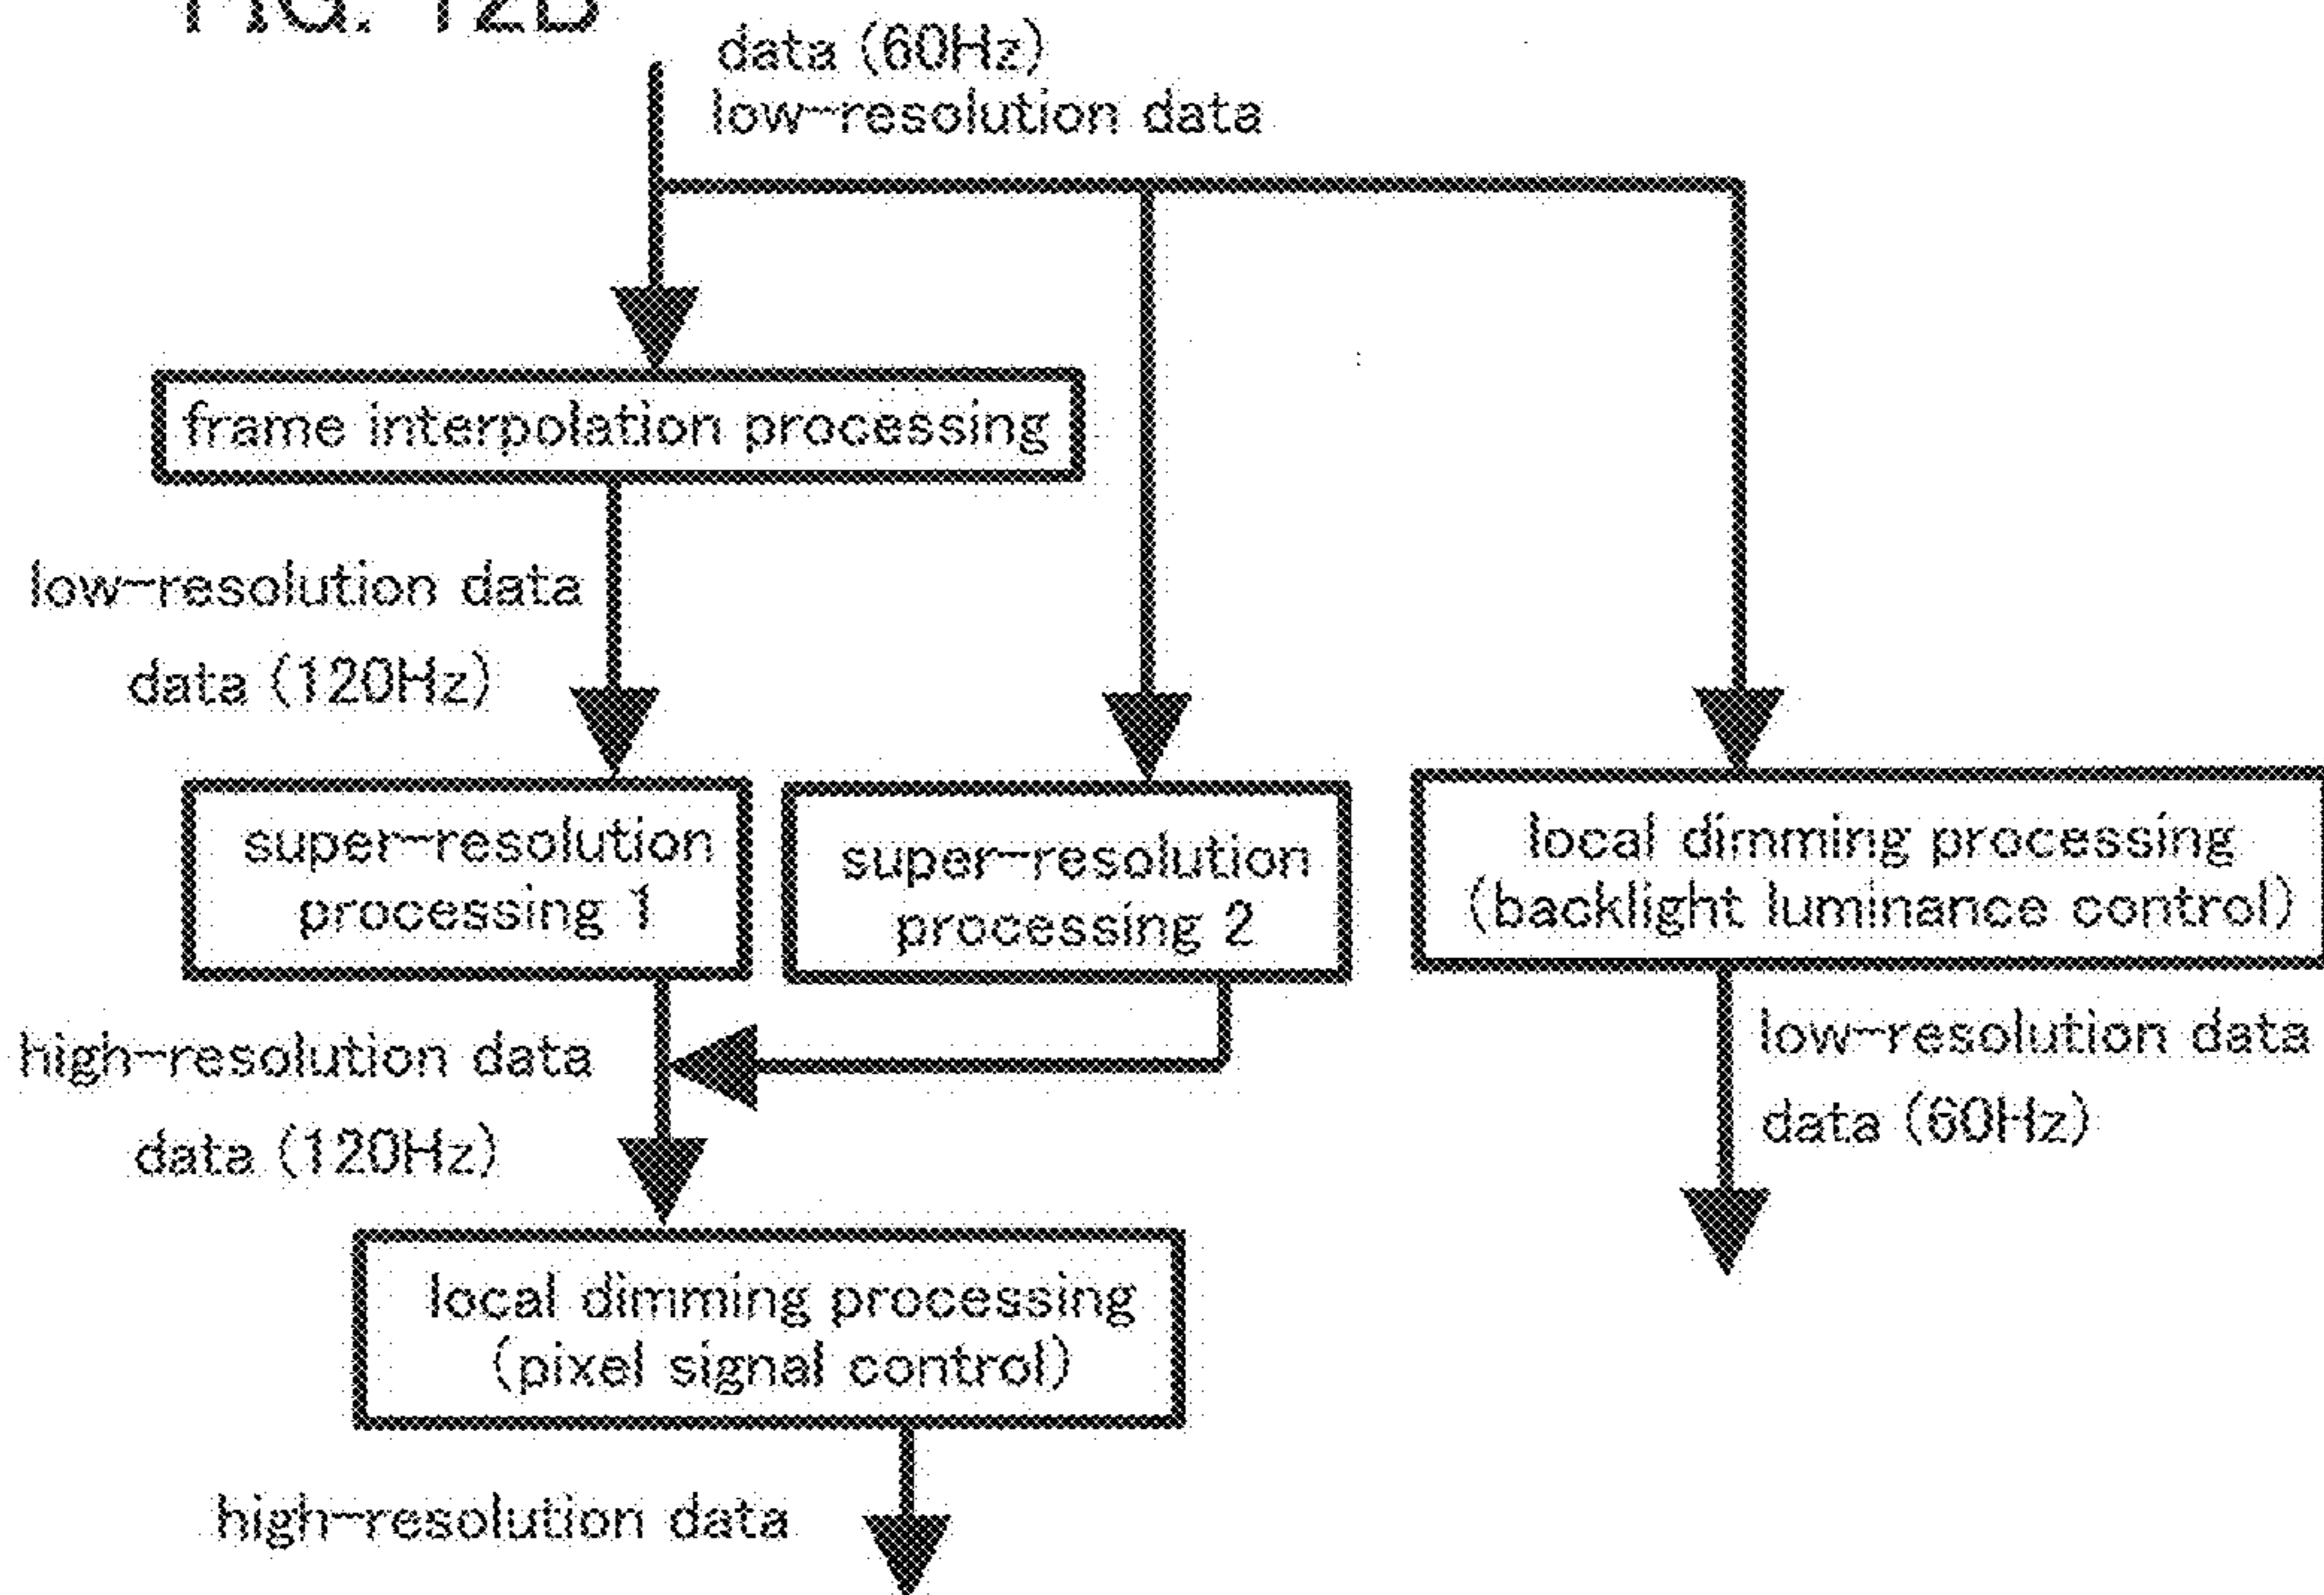 FIG. 12B
data (60Hz)
low-resolution data
frame interpolation processing
low-resolution data
data (120Hz)
super-resolution
processing 1
super-resolution
processing 2
local dimming processing
(backlight luminance control)
high-resolution data
data (120Hz)
low-resolution data
data (60Hz)
local dimming processing
(pixel signal control)
high-resolution data